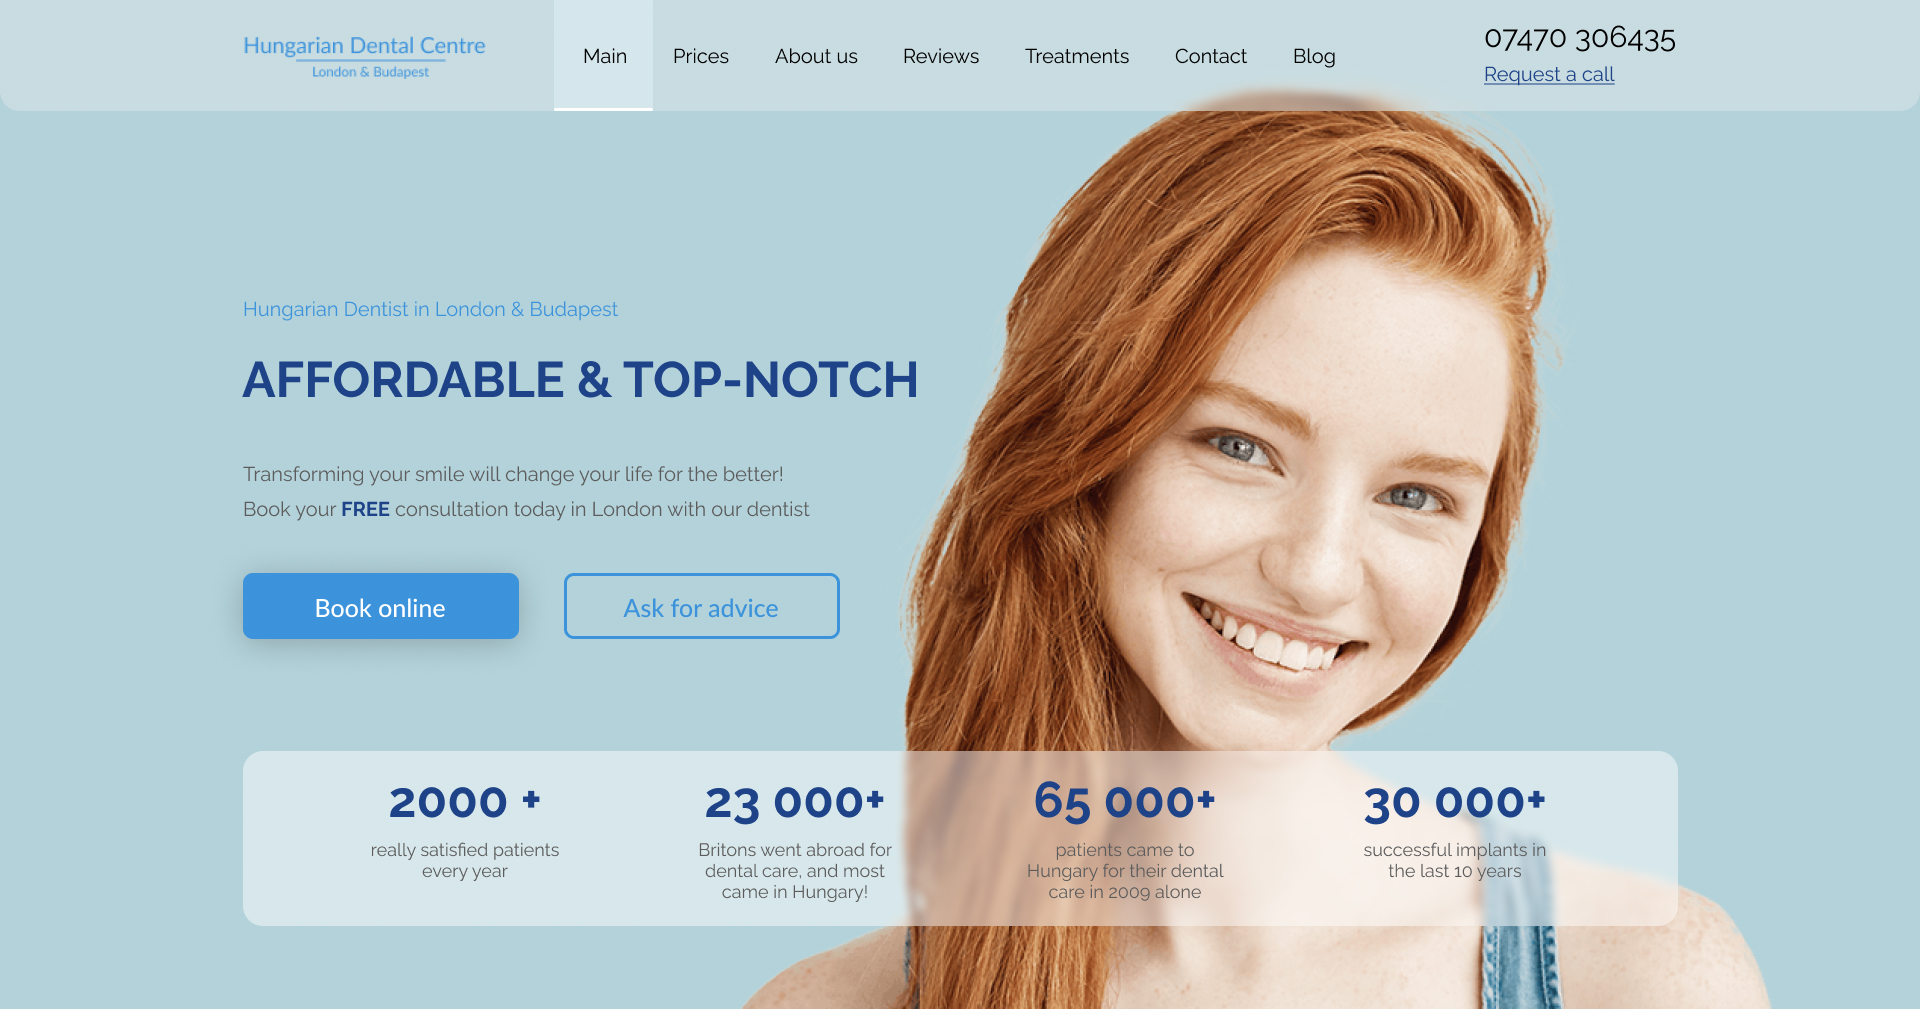 Hungarian Dental Centre
London & Budapest
Main
Prices
About us
Reviews
Treatments
Contact
Blog
07470 306435
Request a call
Hungarian Dentist in London & Budapest
AFFORDABLE & TOP-NOTCH
Transforming your smile will change your life for the better!
Book your FREE consultation today in London with our dentist
Book online
Ask for advice
2000 +
really satisfied patients
every year
23 000+
Britons went abroad for
dental care, and most
came in Hungary!
65 000+
patients came to
Hungary for their dental
care in 2009 alone
30 000+
successful implants in
the last 10 years